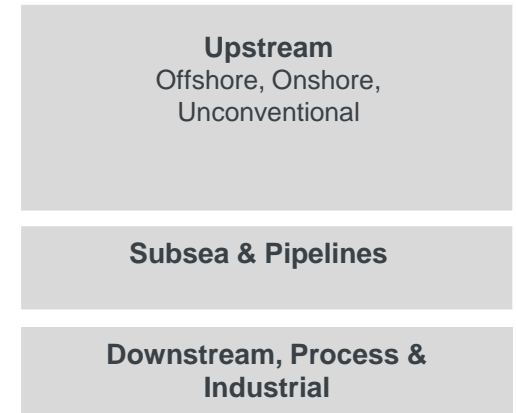 Upstream
Offshore, Onshore,
Unconventional
Subsea & Pipelines
Downstream, Process &
Industrial